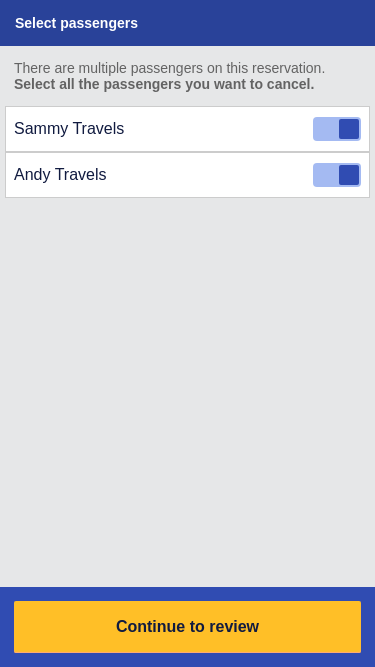 Select passengers
There are multiple passengers on this reservation.
Select all the passengers you want to cancel.
Sammy Travels
Andy Travels
Continue to review